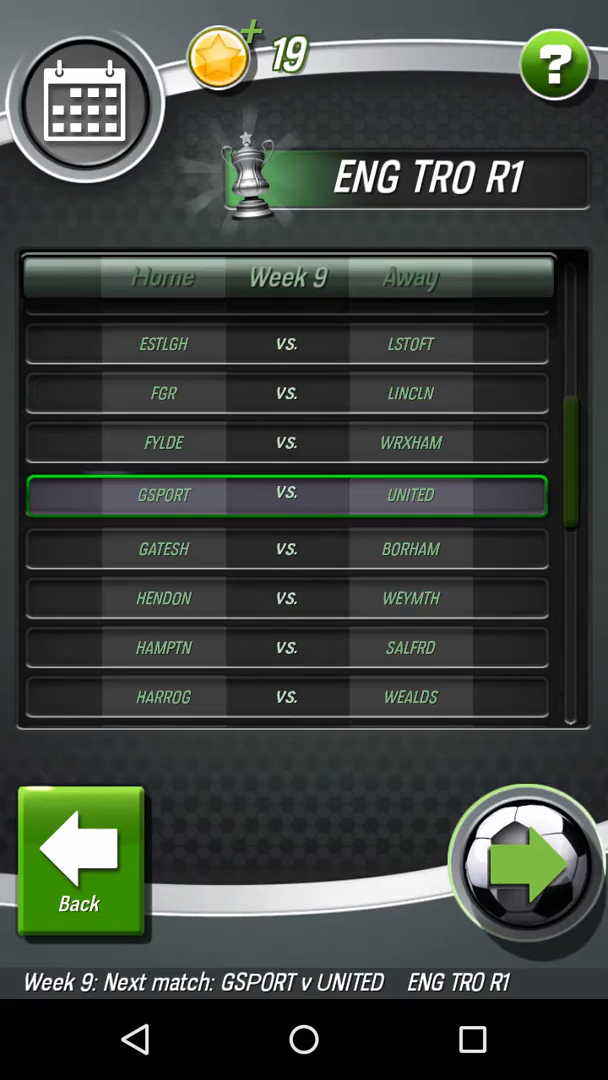 19
?
ENG TRO R1
Home Week 9 Away
ESTLGH VS. LSTOFT
FGR VS. LINCLN
FYLDE VS. WRXHAM
GSPORT VS. UNITED
GATESH VS. BORHAM
HENDON VS. WEYMTH
HAMPTN VS. SALFRD
HARROG VS. WEALDS
Back
Week 9: Next match: GSPORT v UNITED ENG TRO R1